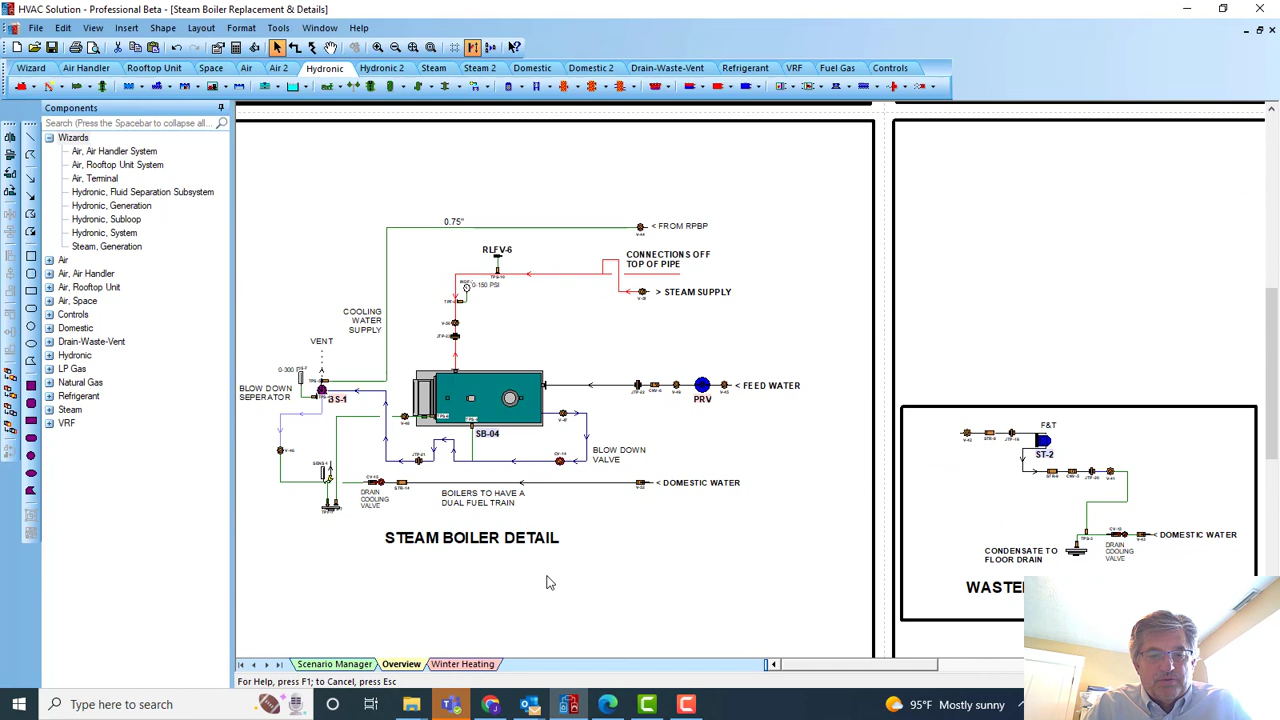 HVAC Solution - Professional Beta - [Steam Boiler Replacement & Details]
File Edit View Insert Shape Layout Format Tools Window Help
Wizard Air Handler Rooftop Unit Space Air Air 2 Hydronic Hydronic 2 Steam Steam 2 Domestic Domestic 2 Drain-Waste-Vent Refrigerant VRF Fuel Gas Controls
Components
Search (Press the Spacebar to collapse all...
Wizards
Air, Air Handler System
Air, Rooftop Unit System
Air, Terminal
Hydronic, Fluid Separation Subsystem
Hydronic, Generation
Hydronic, Subloop
Hydronic, System
Steam, Generation
Air
Air, Air Handler
Air, Rooftop Unit
Air, Space
Controls
Domestic
Drain-Waste-Vent
Hydronic
LP Gas
Natural Gas
Refrigerant
Steam
VRF
0.75"
< FROM RPBP
RLFV-6
CONNECTIONS OFF
TOP OF PIPE
0-150 PSI
> STEAM SUPPLY
COOLING
WATER
SUPPLY
VENT
0-300
BLOW DOWN
SEPERATOR
SB-04
< FEED WATER
PRV
BLOW DOWN
VALVE
DRAIN
COOLING
VALVE
BOILERS TO HAVE A
DUAL FUEL TRAIN
< DOMESTIC WATER
STEAM BOILER DETAIL
F&T
ST-2
< DOMESTIC WATER
DRAIN
COOLING
VALVE
CONDENSATE TO
FLOOR DRAIN
Scenario Manager Overview Winter Heating
For Help, press F1; to Cancel, press Esc
Type here to search
95°F Mostly sunny